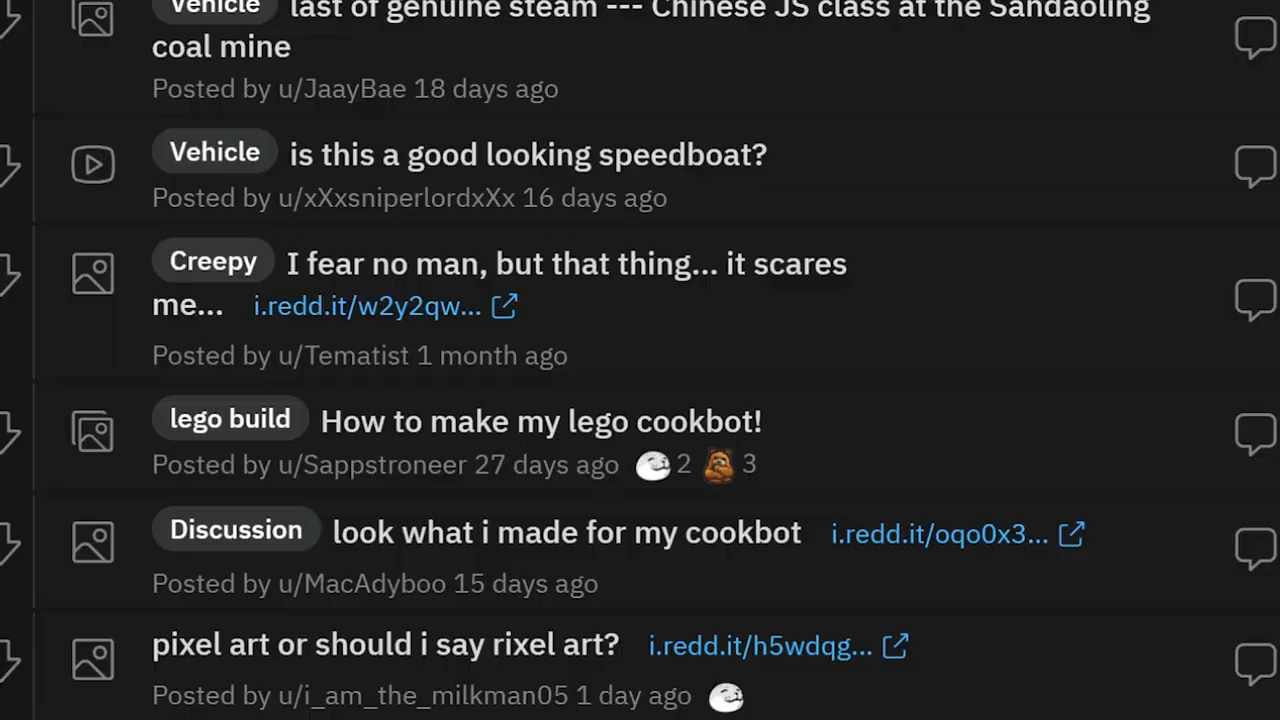 Vehicle last of genuine steam --- Chinese JS class at the Sandaoling
coal mine
Posted by u/JaayBae 18 days ago
Vehicle is this a good looking speedboat?
Posted by u/xXxsniperlordxXx 16 days ago
Creepy I fear no man, but that thing... it scares
me... i.redd.it/w2y2qw...
Posted by u/Tematist 1 month ago
lego build How to make my lego cookbot!
Posted by u/Sappstroneer 27 days ago 2 3
Discussion look what i made for my cookbot i.redd.it/oqo0x3...
Posted by u/MacAdyboo 15 days ago
pixel art or should i say rixel art? i.redd.it/h5wdqg...
Posted by u/i_am_the_milkman05 1 day ago